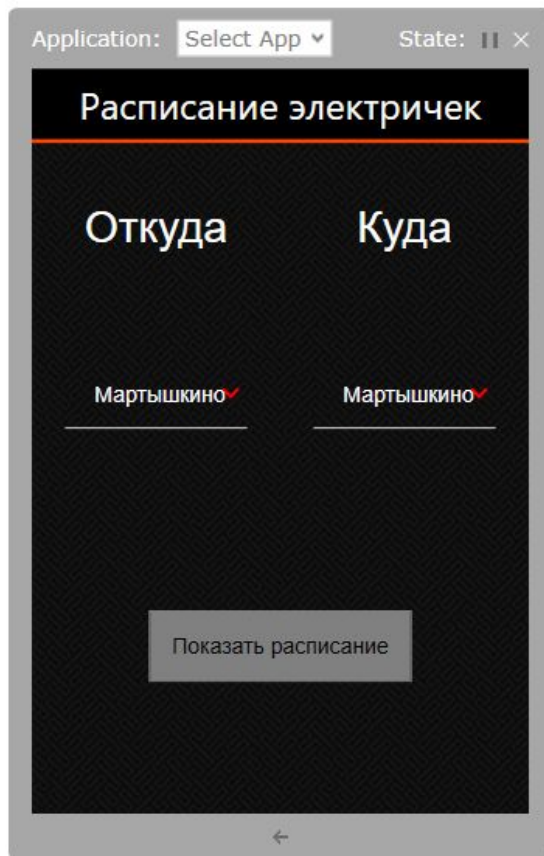 Application: Select App State:
Расписание электричек
Откуда Куда
Мартышкино Мартышкино
Показать расписание